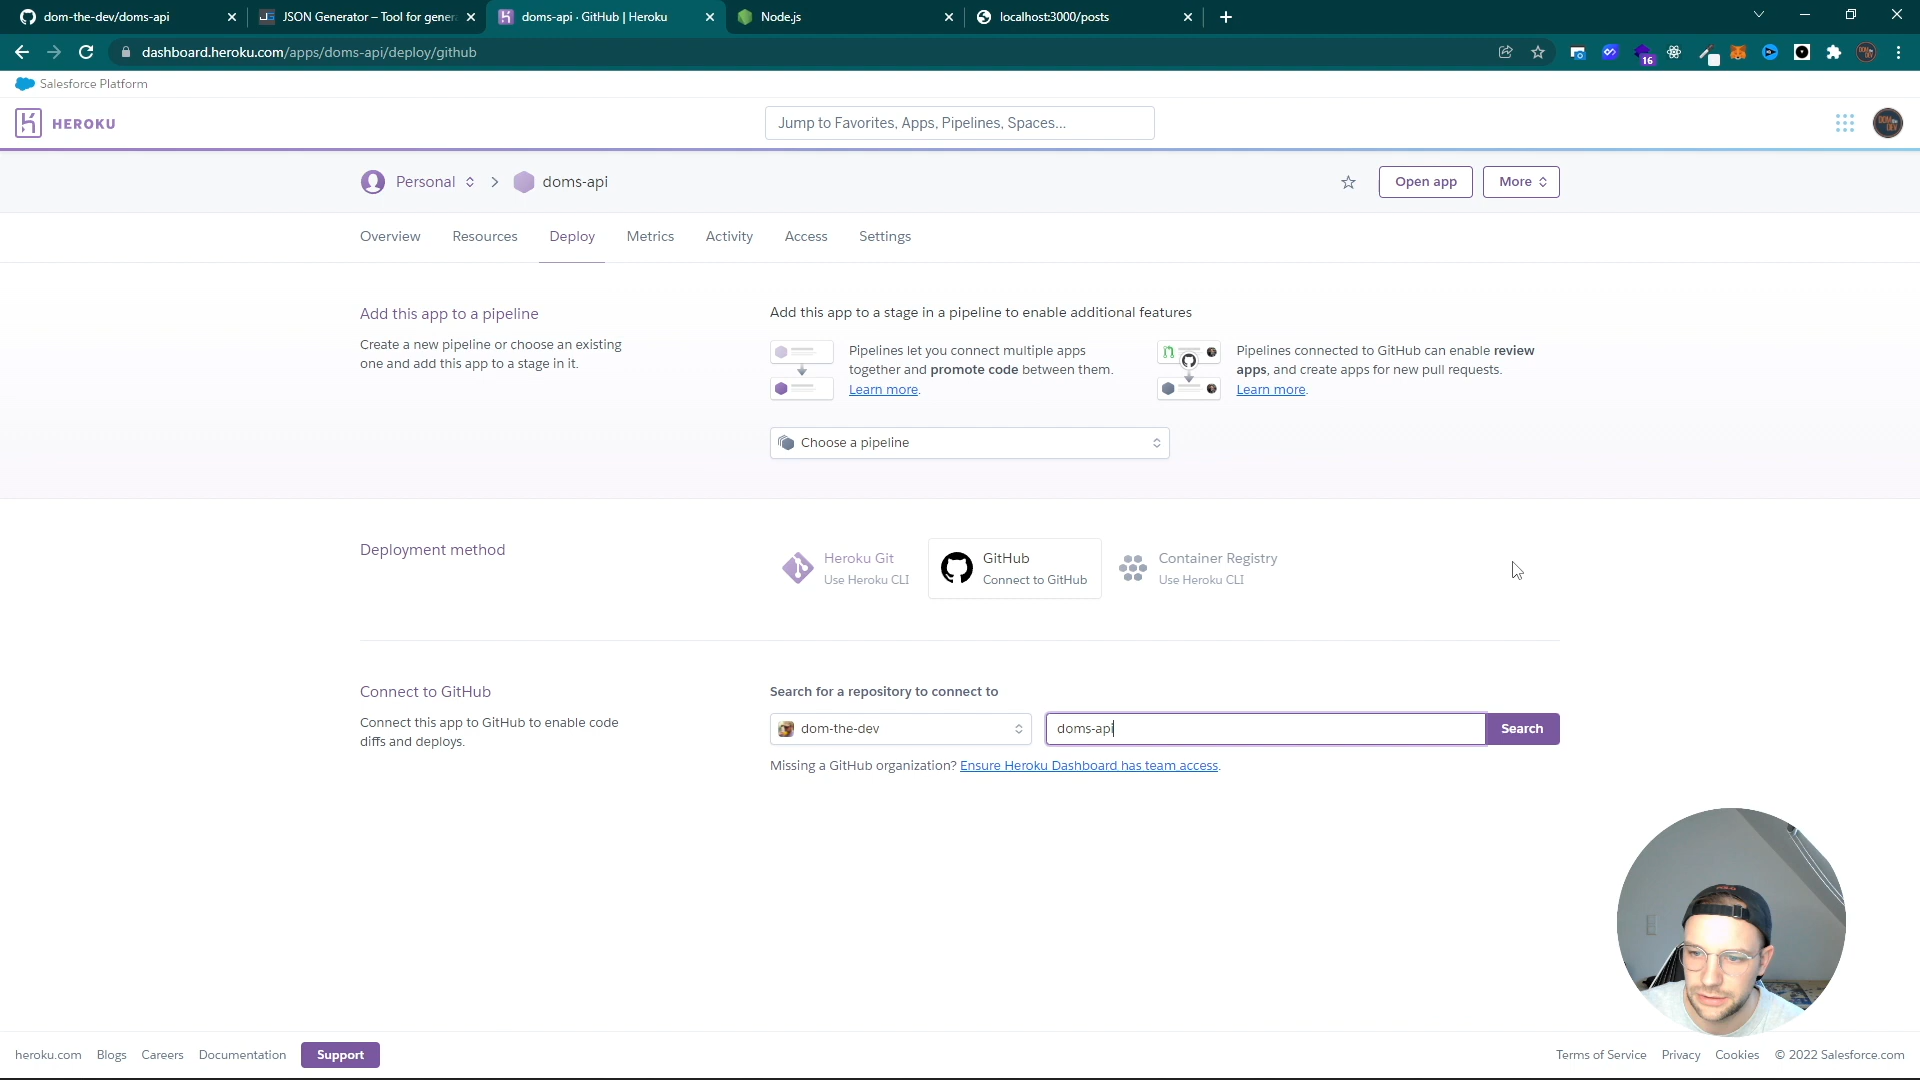 dom-the-dev/doms-api
JSON Generator – Tool for gener
doms-api · GitHub | Heroku
Node.js
localhost:3000/posts
dashboard.heroku.com/apps/doms-api/deploy/github
16
Salesforce Platform
HEROKU
Jump to Favorites, Apps, Pipelines, Spaces...
Personal
doms-api
Open app
More
Overview
Resources
Deploy
Metrics
Activity
Access
Settings
Add this app to a pipeline
Create a new pipeline or choose an existing
one and add this app to a stage in it.
Add this app to a stage in a pipeline to enable additional features
Pipelines let you connect multiple apps
together and promote code between them.
Learn more.
Pipelines connected to GitHub can enable review
apps, and create apps for new pull requests.
Learn more.
Choose a pipeline
Deployment method
Heroku Git
Use Heroku CLI
GitHub
Connect to GitHub
Container Registry
Use Heroku CLI
Connect to GitHub
Connect this app to GitHub to enable code
diffs and deploys.
Search for a repository to connect to
dom-the-dev
doms-api
Search
Missing a GitHub organization? Ensure Heroku Dashboard has team access.
heroku.com
Blogs
Careers
Documentation
Support
Terms of Service
Privacy
Cookies
© 2022 Salesforce.com